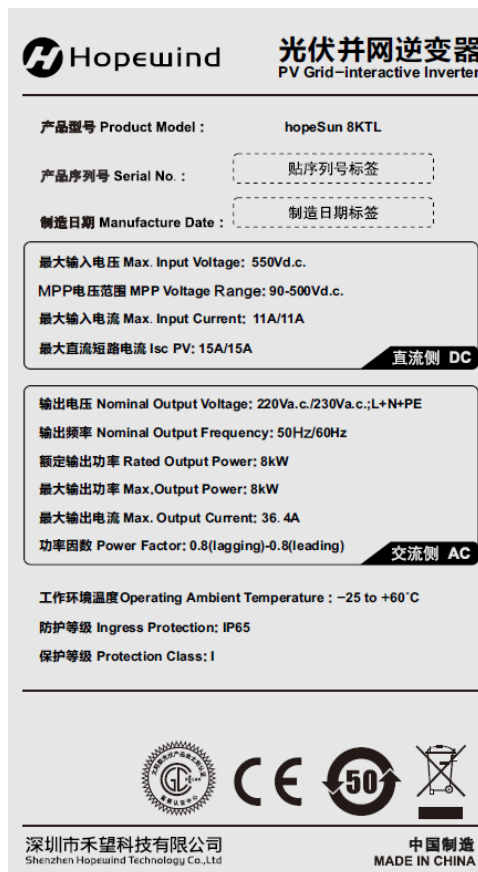 Hopewind
光伏并网逆变器
PV Grid-interactive Inverter
产品型号 Product Model : hopeSun 8KTL
产品序列号 Serial No. : 贴序列号标签
制造日期 Manufacture Date : 制造日期标签
最大输入电压 Max. Input Voltage: 550Vd.c.
MPP电压范围 MPP Voltage Range: 90-500Vd.c.
最大输入电流 Max. Input Current: 11A/11A
最大直流短路电流 Isc PV: 15A/15A
直流侧 DC
输出电压 Nominal Output Voltage: 220Va.c./230Va.c.;L+N+PE
输出频率 Nominal Output Frequency: 50Hz/60Hz
额定输出功率 Rated Output Power: 8kW
最大输出功率 Max.Output Power: 8kW
最大输出电流 Max. Output Current: 36.4A
功率因数 Power Factor: 0.8(lagging)-0.8(leading)
交流侧 AC
工作环境温度Operating Ambient Temperature : -25 to +60°C
防护等级 Ingress Protection: IP65
保护等级 Protection Class: I
CE
50
深圳市禾望科技有限公司
Shenzhen Hopewind Technology Co.,Ltd
中国制造
MADE IN CHINA